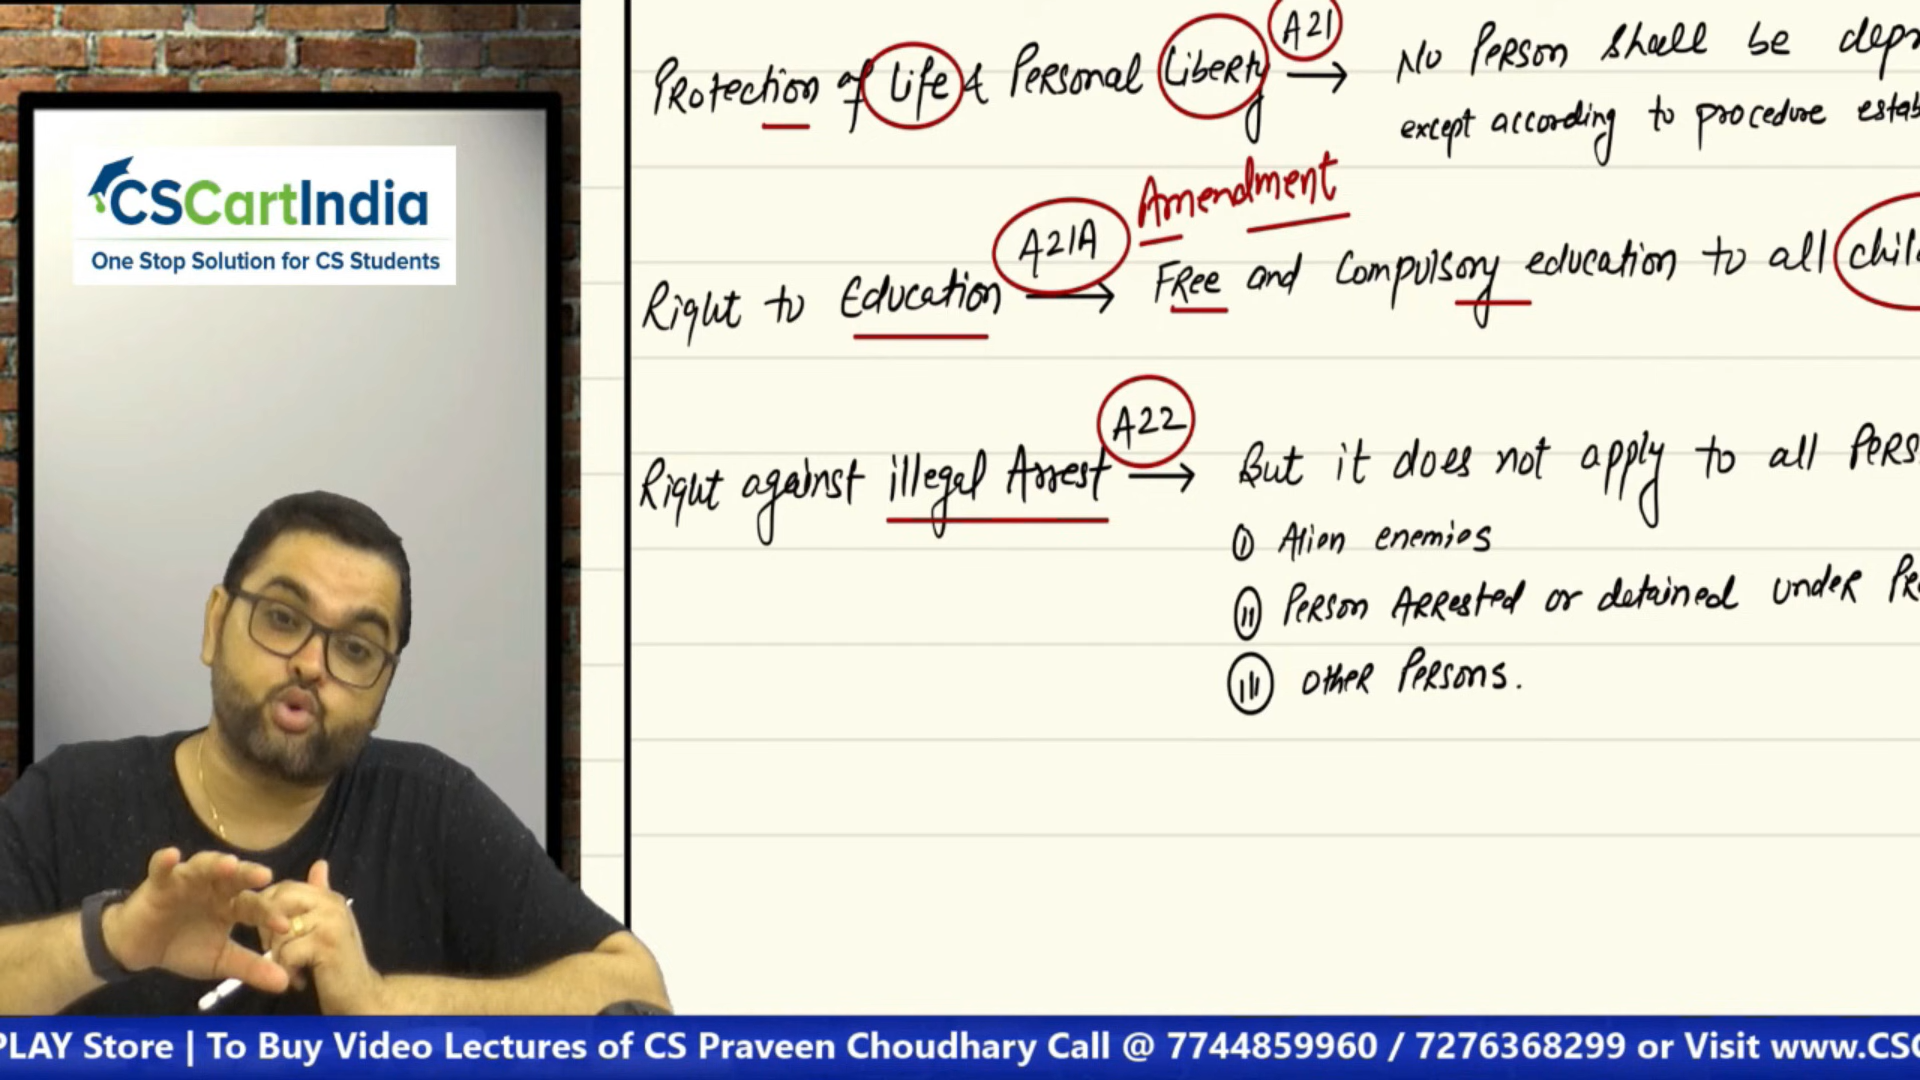 CSCartIndia
One Stop Solution for CS Students
A21
Protection of Life & Personal Liberty → No Person shall be
except according to procedure
Amendment
A21A
Right to Education → Free and Compulsory education to all
A22
Right against illegal Arrest → But it does not apply to all
(i) Alien enemies
(ii) Person Arrested or detained under
(iii) other Persons.
PLAY Store | To Buy Video Lectures of CS Praveen Choudhary Call @ 7744859960 / 7276368299 or Visit